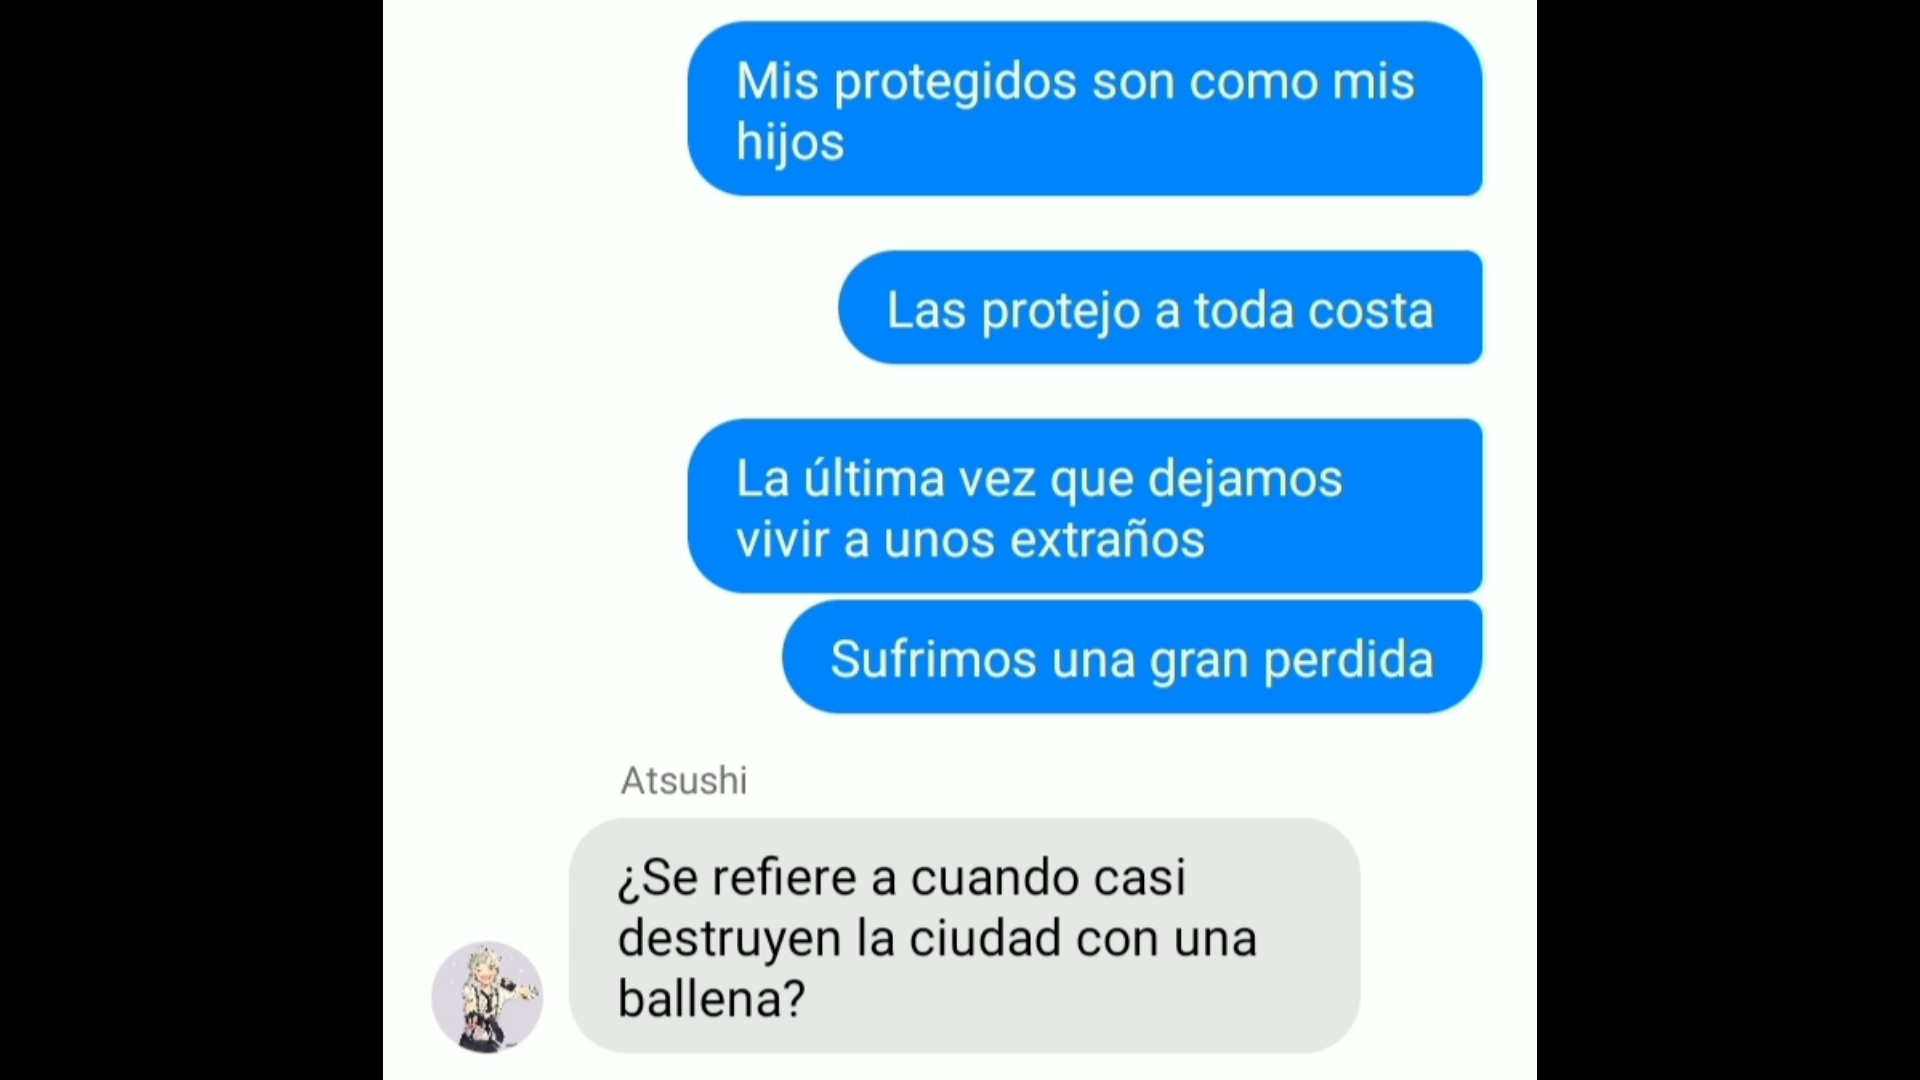 Mis protegidos son como mis
hijos
Las protejo a toda costa
La última vez que dejamos
vivir a unos extraños
Sufrimos una gran perdida
Atsushi
¿Se refiere a cuando casi
destruyen la ciudad con una
ballena?